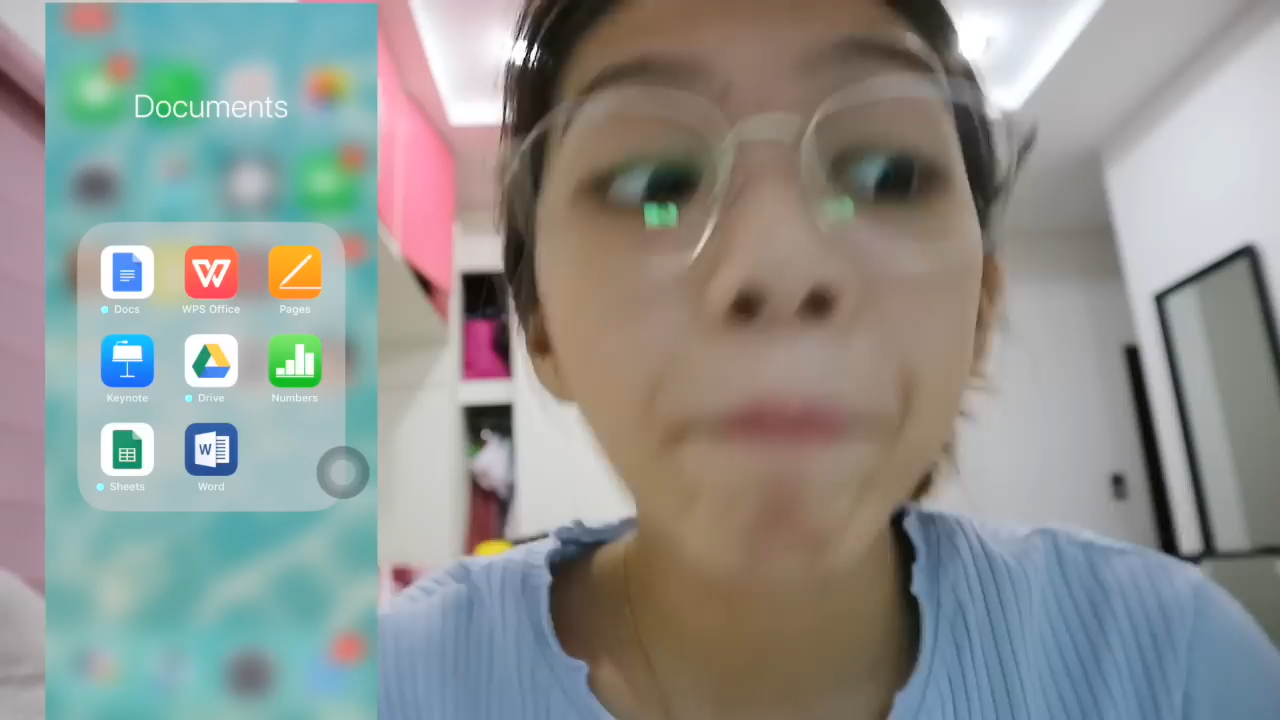 Documents
Docs
WPS Office
Pages
Keynote
Drive
Numbers
Sheets
W
Word